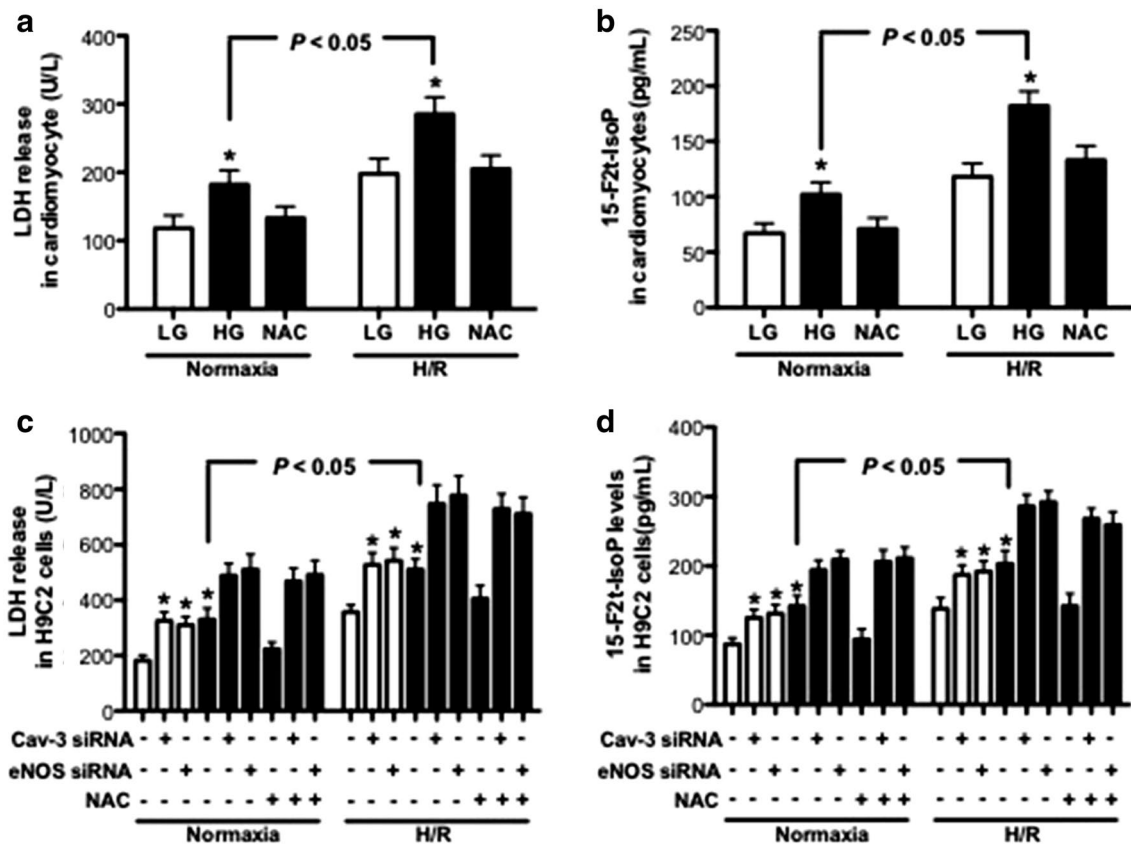 a
LDH release
in cardiomyocyte (U/L)
400
300
200
100
0
P < 0.05
*
*
LG HG NAC LG HG NAC
Normaxia H/R
b
15-F2t-IsoP
in cardiomyocytes(pg/mL)
250
200
150
100
50
0
P < 0.05
*
*
LG HG NAC LG HG NAC
Normaxia H/R
c
LDH release
in H9C2 cells (U/L)
1000
800
600
400
200
0
P < 0.05
* * * * * *
Cav-3 siRNA - + - - + - - + - - + - - + - - + -
eNOS siRNA - - + - - + - - + - - + - - + - - +
NAC - - - - - - + + + - - - - - - + + +
Normaxia H/R
d
15-F2t-IsoP levels
in H9C2 cells(pg/mL)
400
300
200
100
0
P < 0.05
* * * * * *
Cav-3 siRNA - + - - + - - + - - + - - + - - + -
eNOS siRNA - - + - - + - - + - - + - - + - - +
NAC - - - - - - + + + - - - - - - + + +
Normaxia H/R